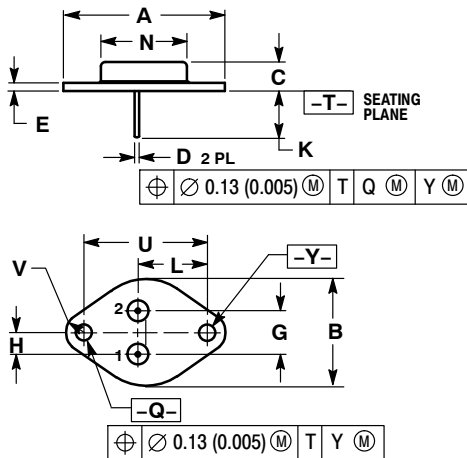 A
N
C
E
–T– SEATING
PLANE
K
D 2 PL
⌖ ∅ 0.13 (0.005) Ⓜ T Q Ⓜ Y Ⓜ
U
V
L
–Y–
2
G
B
H
1
–Q–
⌖ ∅ 0.13 (0.005) Ⓜ T Y Ⓜ